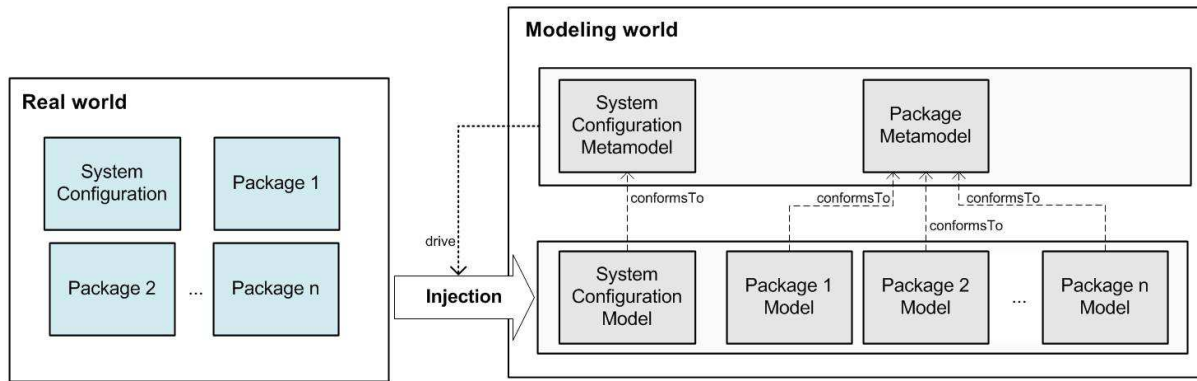 Real world
System
Configuration
Package 1
Package 2
...
Package n
drive
Injection
Modeling world
System
Configuration
Metamodel
Package
Metamodel
conformsTo
conformsTo
conformsTo
conformsTo
System
Configuration
Model
Package 1
Model
Package 2
Model
...
Package n
Model